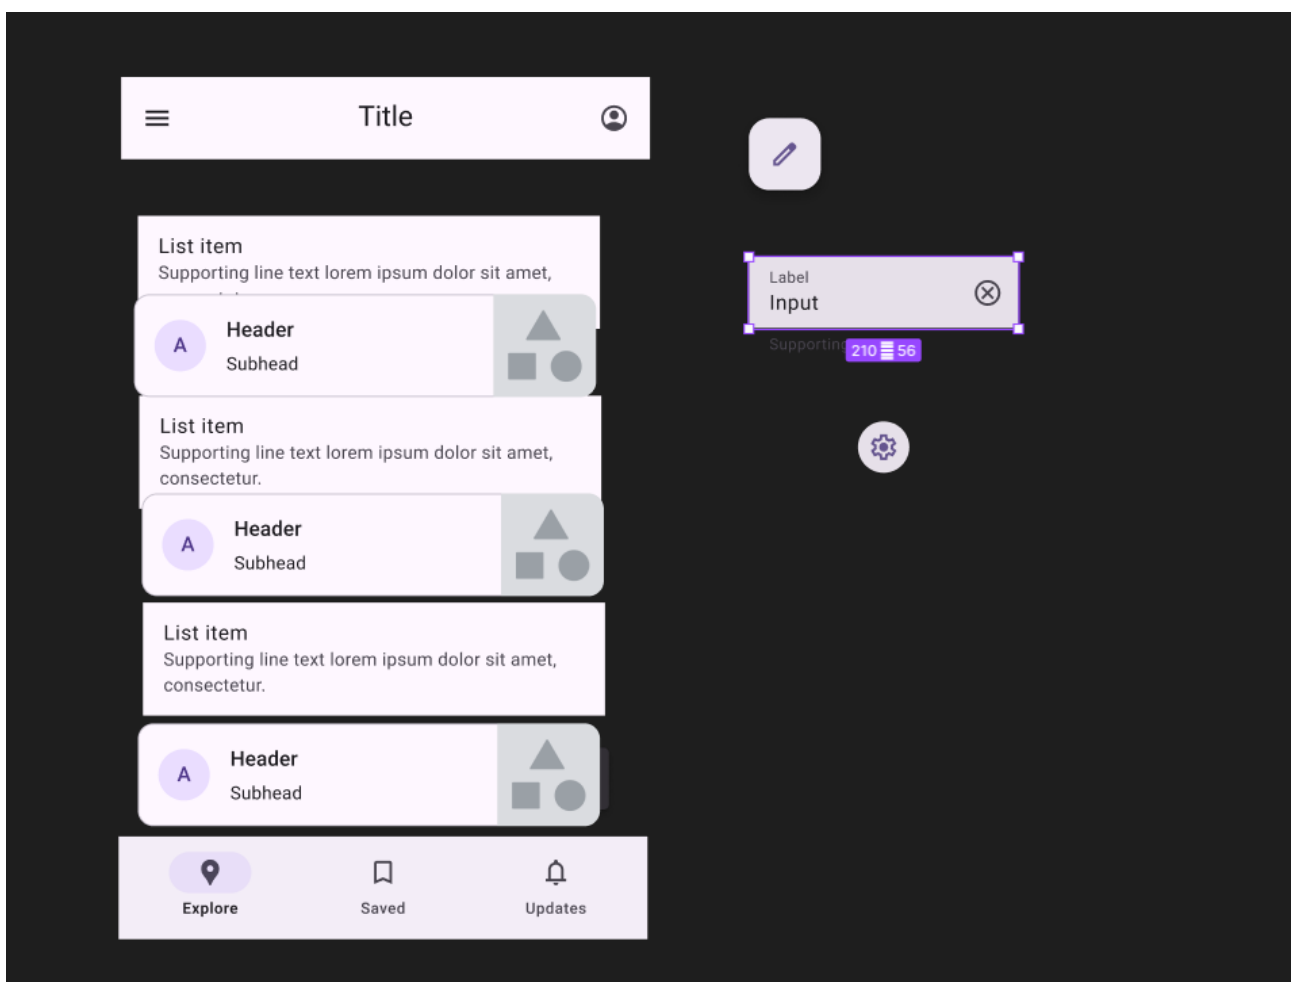 Title
List item
Supporting line text lorem ipsum dolor sit amet,
A
Header
Subhead
List item
Supporting line text lorem ipsum dolor sit amet,
consectetur.
A
Header
Subhead
List item
Supporting line text lorem ipsum dolor sit amet,
consectetur.
A
Header
Subhead
Explore
Saved
Updates
Label
Input
Supporting
210 56